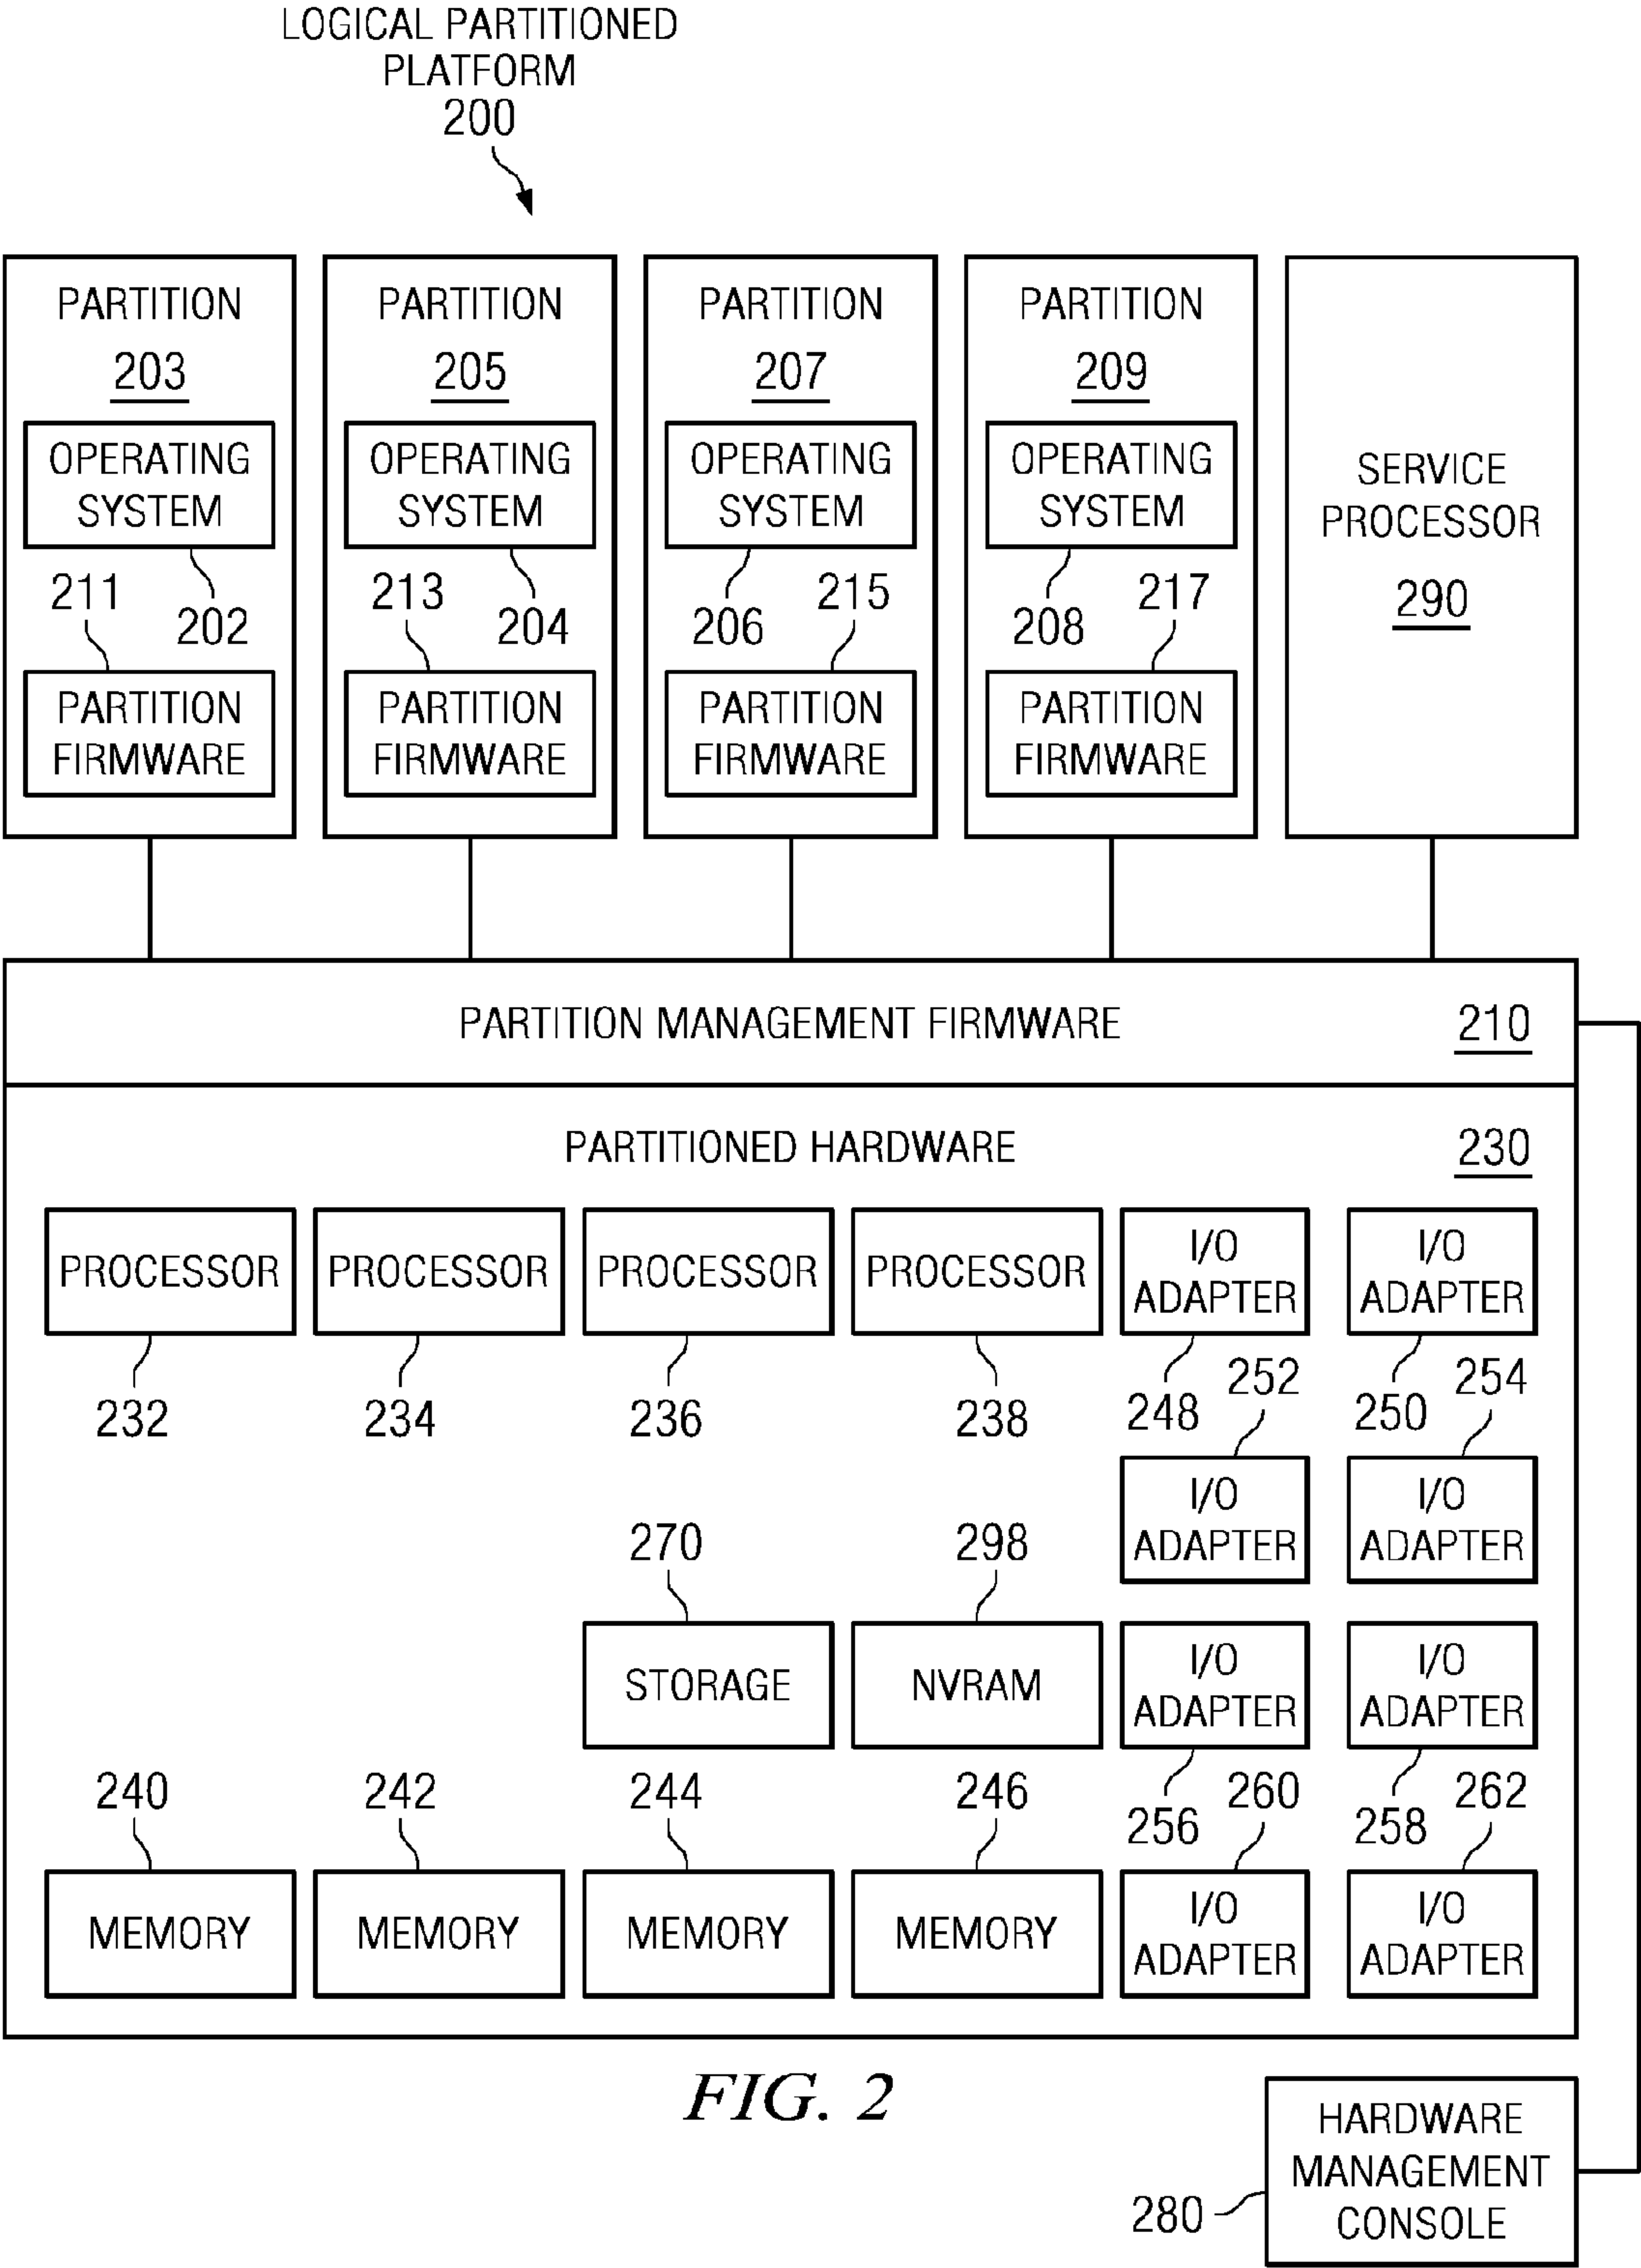 LOGICAL PARTITIONED
PLATFORM
200
PARTITION
203
OPERATING
SYSTEM
211
202
PARTITION
FIRMWARE
PARTITION
205
OPERATING
SYSTEM
213
204
PARTITION
FIRMWARE
PARTITION
207
OPERATING
SYSTEM
206
215
PARTITION
FIRMWARE
PARTITION
209
OPERATING
SYSTEM
208
217
PARTITION
FIRMWARE
SERVICE
PROCESSOR
290
PARTITION MANAGEMENT FIRMWARE
210
PARTITIONED HARDWARE
230
PROCESSOR
232
PROCESSOR
234
PROCESSOR
236
PROCESSOR
238
I/O
ADAPTER
248
I/O
ADAPTER
250
252
I/O
ADAPTER
254
I/O
ADAPTER
270
STORAGE
298
NVRAM
I/O
ADAPTER
256
I/O
ADAPTER
258
240
MEMORY
242
MEMORY
244
MEMORY
246
MEMORY
260
I/O
ADAPTER
262
I/O
ADAPTER
FIG. 2
HARDWARE
MANAGEMENT
CONSOLE
280